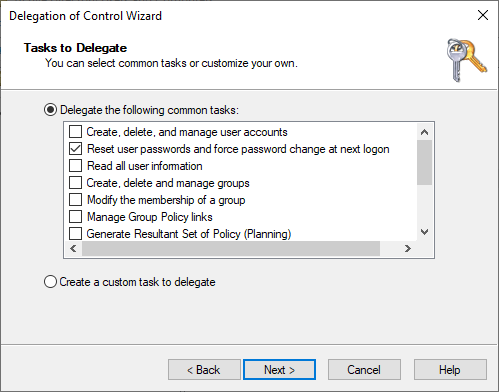 Delegation of Control Wizard
Tasks to Delegate
You can select common tasks or customize your own.
Delegate the following common tasks:
Create, delete, and manage user accounts
Reset user passwords and force password change at next logon
Read all user information
Create, delete and manage groups
Modify the membership of a group
Manage Group Policy links
Generate Resultant Set of Policy (Planning)
Create a custom task to delegate
< Back
Next >
Cancel
Help